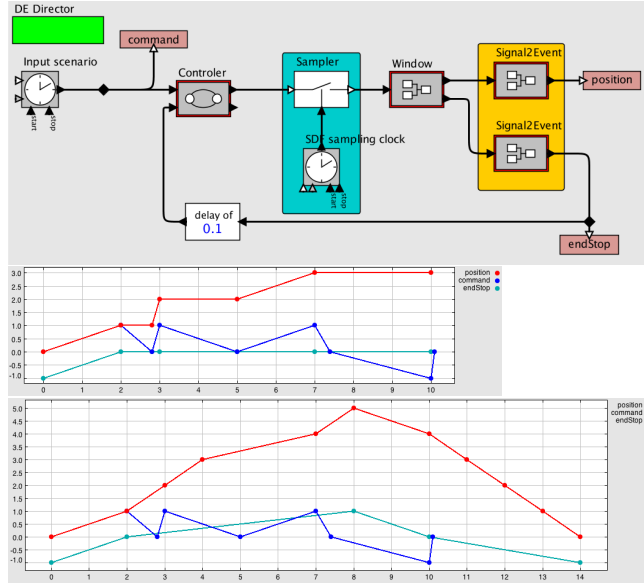 DE Director
command
Input scenario
Controler
Sampler
Window
Signal2Event
position
start
stop
SDF sampling clock
Signal2Event
start
stop
delay of
0.1
endStop
position
command
endStop
3.0
2.5
2.0
1.5
1.0
0.5
0.0
-0.5
-1.0
0 1 2 3 4 5 6 7 8 9 10
position
command
endStop
5.0
4.5
4.0
3.5
3.0
2.5
2.0
1.5
1.0
0.5
0.0
-0.5
-1.0
0 1 2 3 4 5 6 7 8 9 10 11 12 13 14